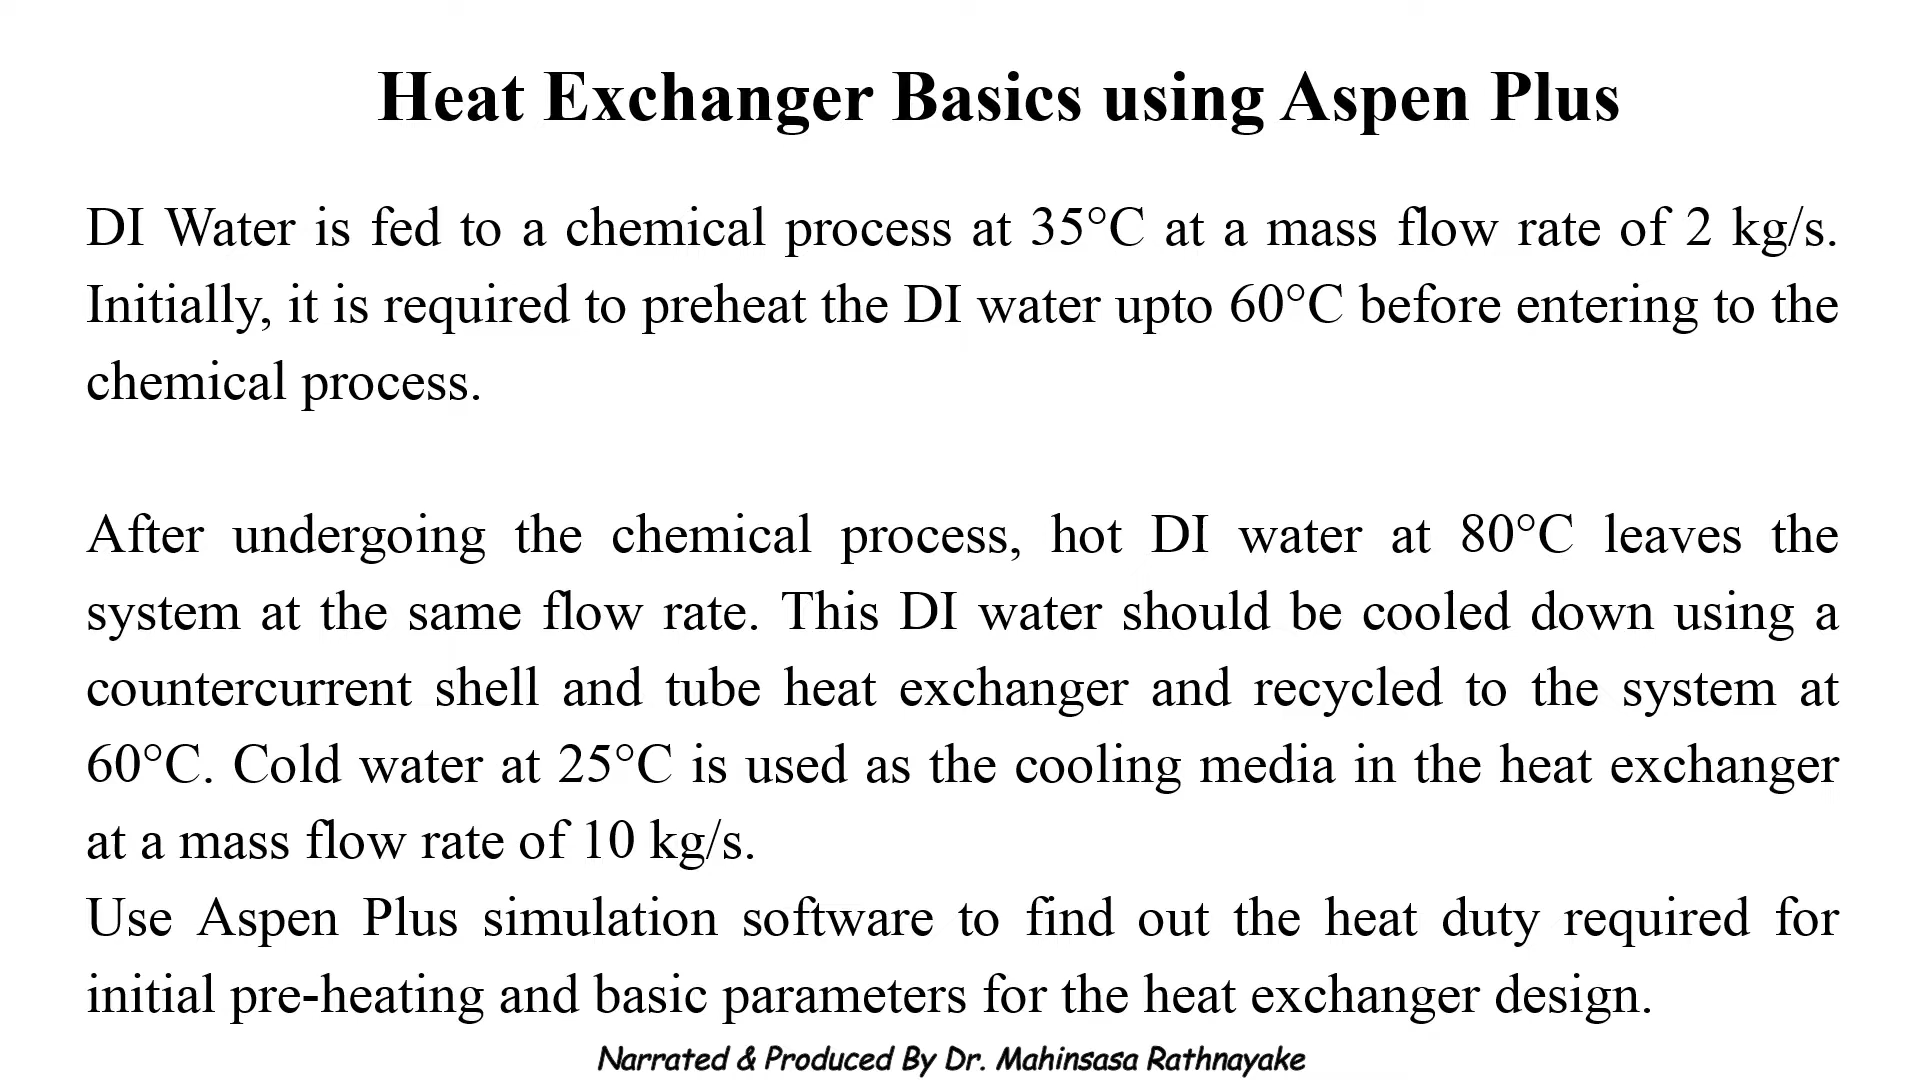 Heat Exchanger Basics using Aspen Plus
DI Water is fed to a chemical process at 35°C at a mass flow rate of 2 kg/s.
Initially, it is required to preheat the DI water upto 60°C before entering to the
chemical process.
After undergoing the chemical process, hot DI water at 80°C leaves the
system at the same flow rate. This DI water should be cooled down using a
countercurrent shell and tube heat exchanger and recycled to the system at
60°C. Cold water at 25°C is used as the cooling media in the heat exchanger
at a mass flow rate of 10 kg/s.
Use Aspen Plus simulation software to find out the heat duty required for
initial pre-heating and basic parameters for the heat exchanger design.
Narrated & Produced By Dr. Mahinsasa Rathnayake